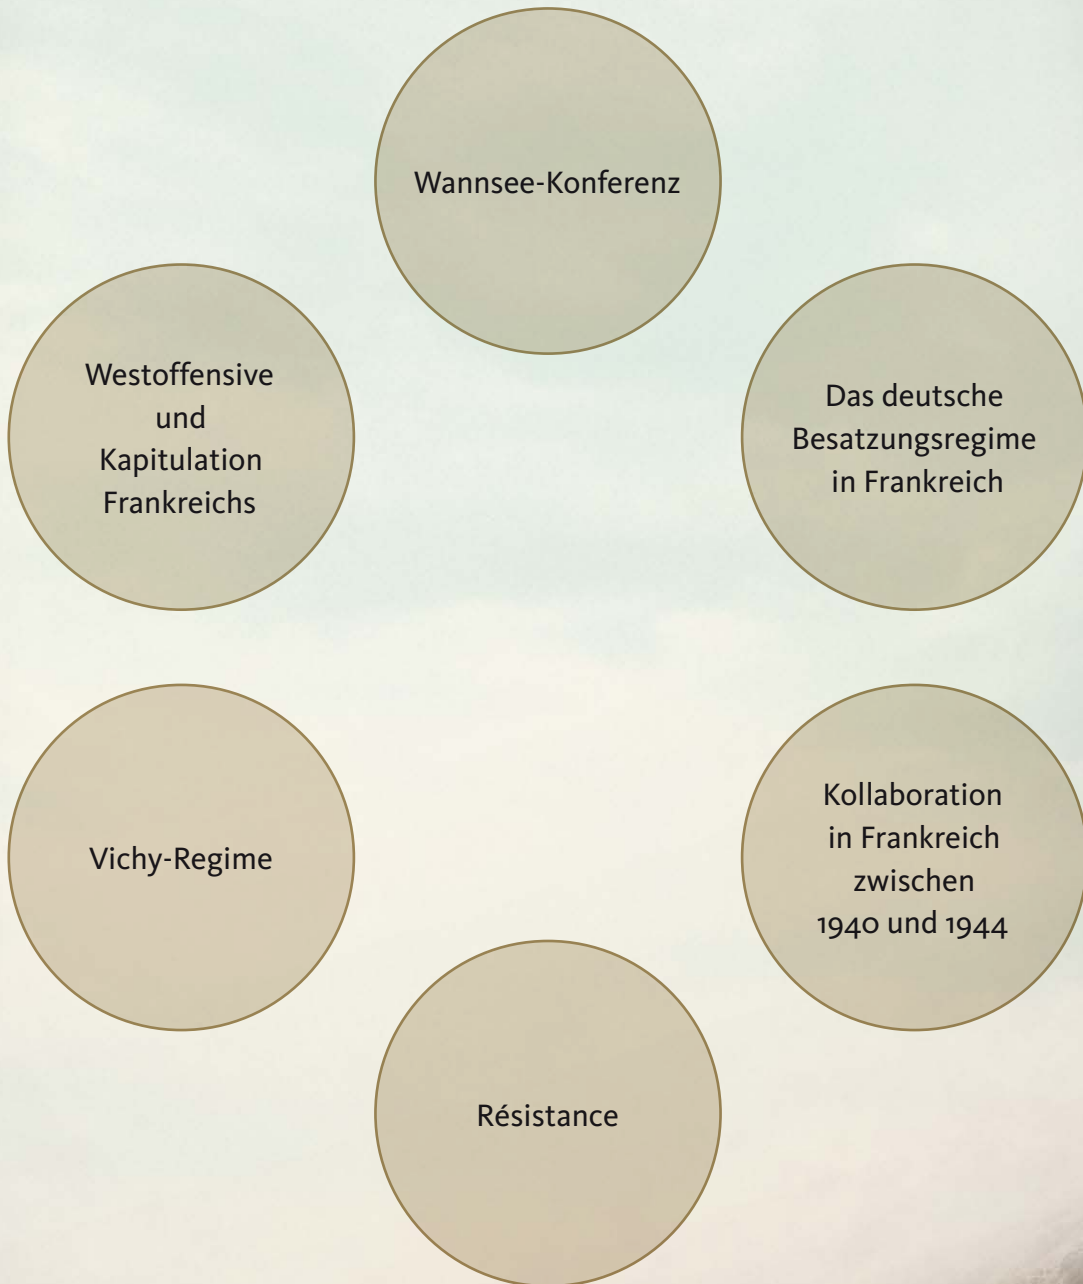 Wannsee-Konferenz
Westoffensive
und
Kapitulation
Frankreichs
Das deutsche
Besatzungsregime
in Frankreich
Vichy-Regime
Kollaboration
in Frankreich
zwischen
1940 und 1944
Résistance